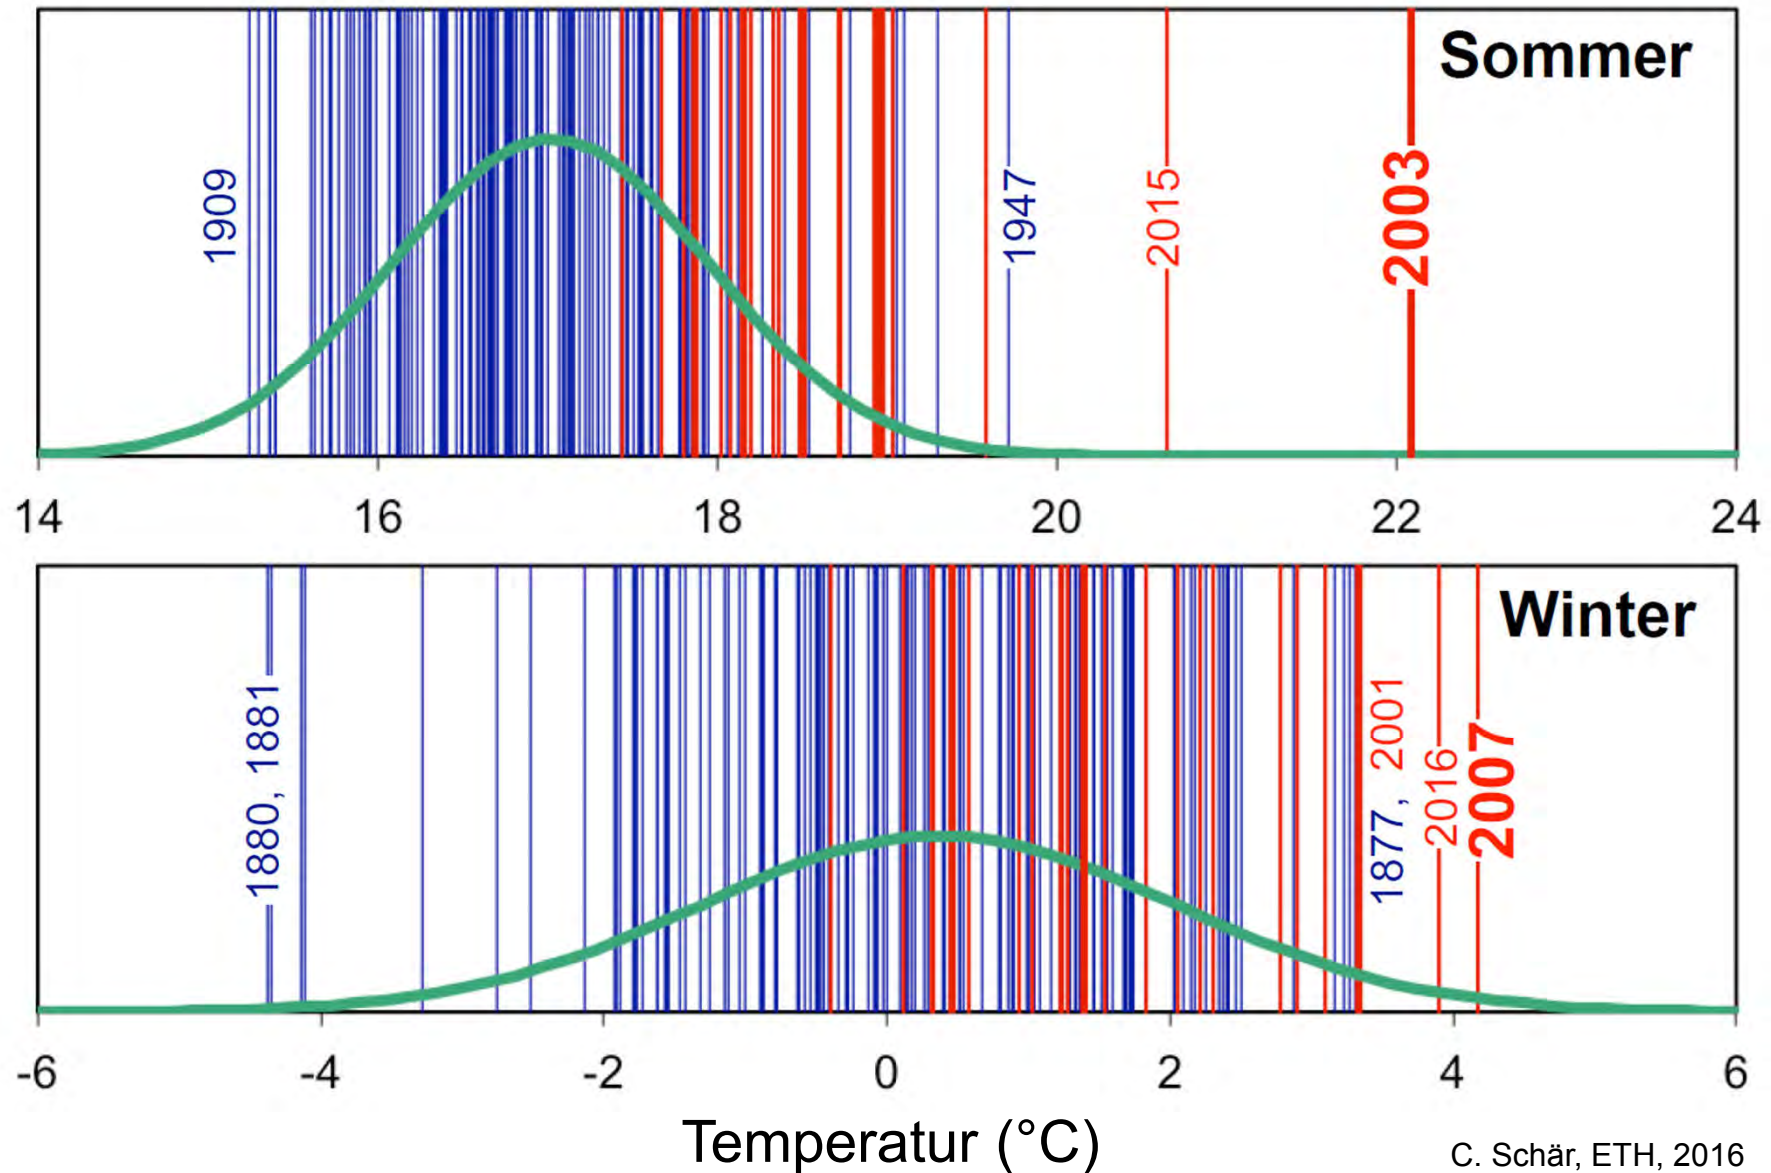 Sommer
1909
1947
2015
2003
14 16 18 20 22 24
Winter
1880, 1881
1877, 2001
2016
2007
-6 -4 -2 0 2 4 6
Temperatur (°C)
C. Schär, ETH, 2016